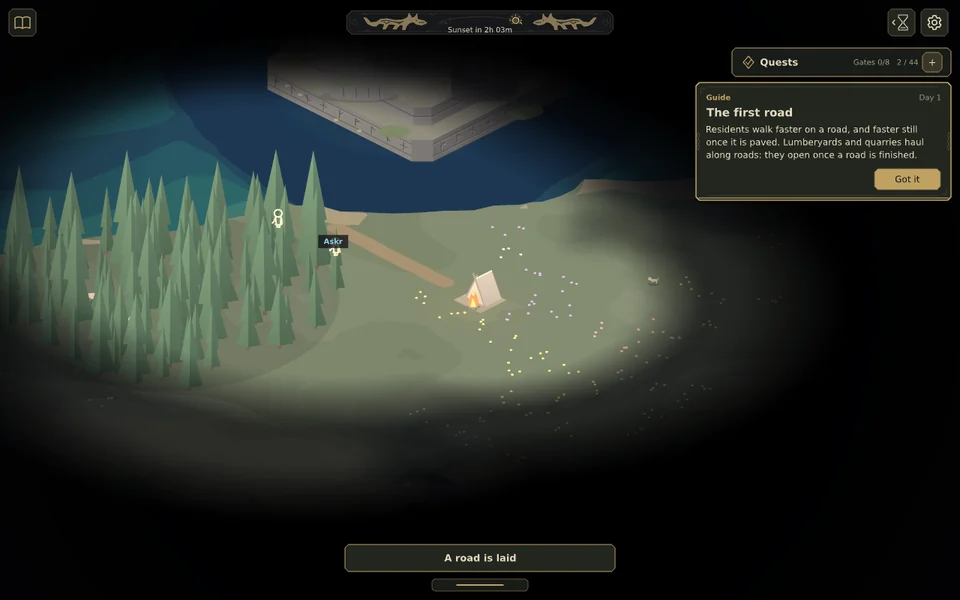 Sunset in 2h 03m
Quests
Gates 0/8 2 / 44 +
Guide
Day 1
The first road
Residents walk faster on a road, and faster still
once it is paved. Lumberyards and quarries haul
along roads: they open once a road is finished.
Got it
Askr
A road is laid